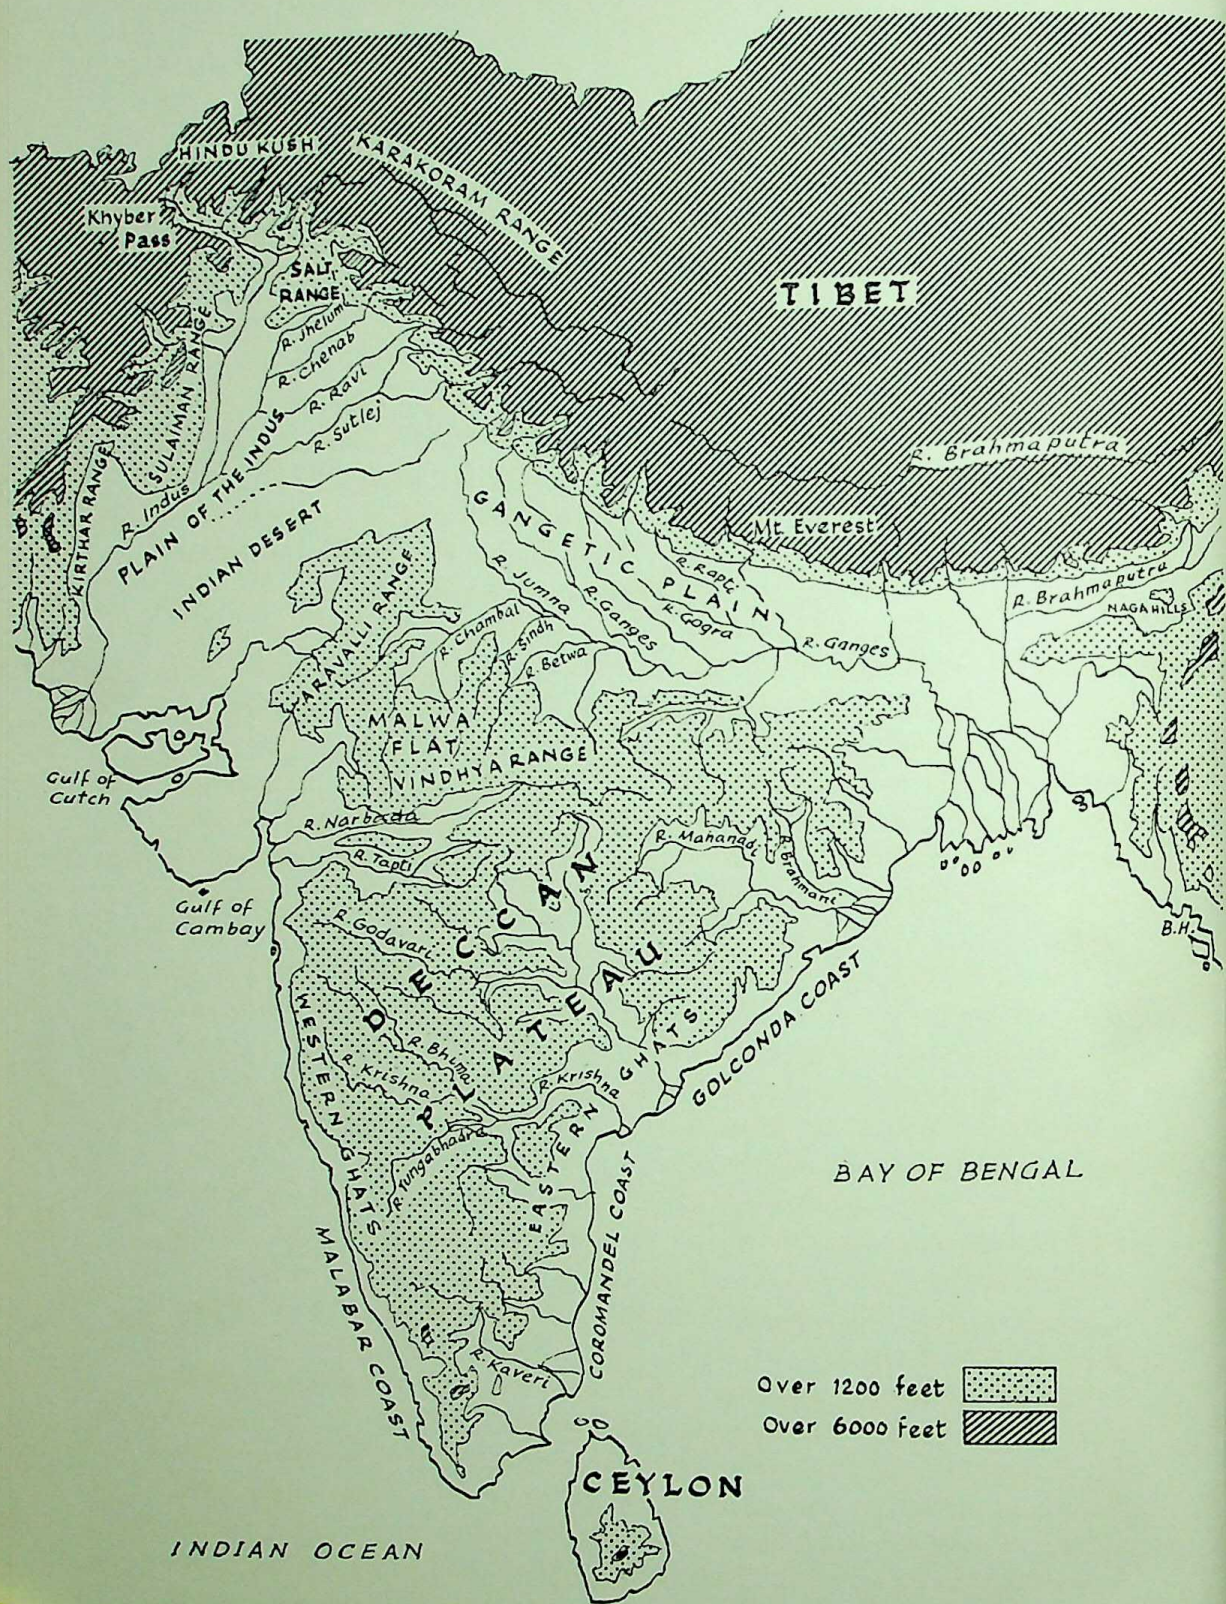 HINDU KUSH
KARAKORAM RANGE
Khyber
Pass
SALT
RANGE
TIBET
R. Jhelum
R. Chenab
R. Ravi
R. Sutlej
SULAIMAN RANGE
KIRTHAR RANGE
R. Indus
PLAIN OF THE INDUS
INDIAN DESERT
R. Brahmaputra
Mt Everest
GANGETIC PLAIN
R. Rapti
R. Gogra
R. Ganges
R. Jumna
R. Ganges
R. Brahmaputra
NAGA HILLS
ARAVALLI RANGE
R. Chambal
R. Sindh
R. Betwa
MALWA
FLAT
VINDHYA RANGE
Gulf of
Cutch
R. Narbada
R. Tapti
R. Mahanadi
R. Brahmani
Gulf of
Cambay
B.H.
DECCAN
PLATEAU
R. Godavari
R. Bhima
R. Krishna
R. Krishna
WESTERN GHATS
EASTERN GHATS
GOLCONDA COAST
R. Tungabhadra
BAY OF BENGAL
MALABAR COAST
COROMANDEL COAST
R. Kaveri
Over 1200 feet
Over 6000 feet
CEYLON
INDIAN OCEAN